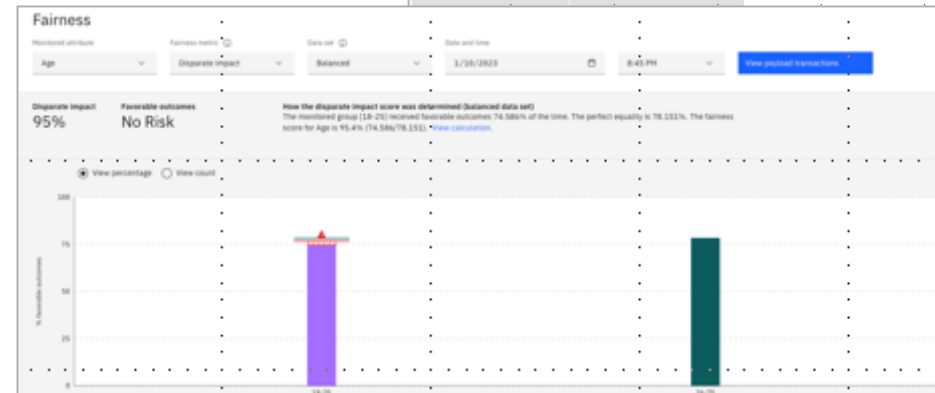 Fairness
Monitored attribute Fairness metric Data set Date and time
Age Disparate impact Balanced 1/10/2023 8:45 PM View payload transactions
Disparate impact Favorable outcomes How the disparate impact score was determined (balanced data set)
95% No Risk The monitored group [18-25] received favorable outcomes 74.586% of the time. The perfect equality is 78.151%. The fairness
score for Age is 95.4% (74.586/78.151). View calculation.
View percentage View count
100
75
50
25
0
% favorable outcomes
18-25